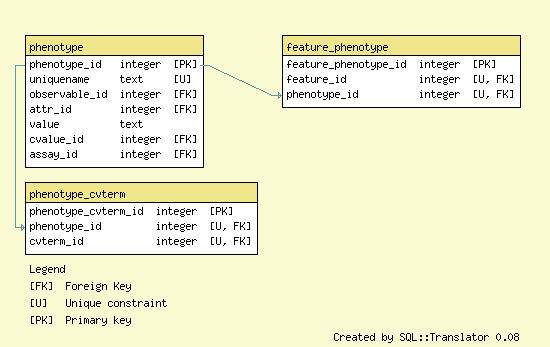 phenotype
phenotype_id integer [PK]
uniquename text [U]
observable_id integer [FK]
attr_id integer [FK]
value text
cvalue_id integer [FK]
assay_id integer [FK]
feature_phenotype
feature_phenotype_id integer [PK]
feature_id integer [U, FK]
phenotype_id integer [U, FK]
phenotype_cvterm
phenotype_cvterm_id integer [PK]
phenotype_id integer [U, FK]
cvterm_id integer [U, FK]
Legend
[FK] Foreign Key
[U] Unique constraint
[PK] Primary key
Created by SQL::Translator 0.08